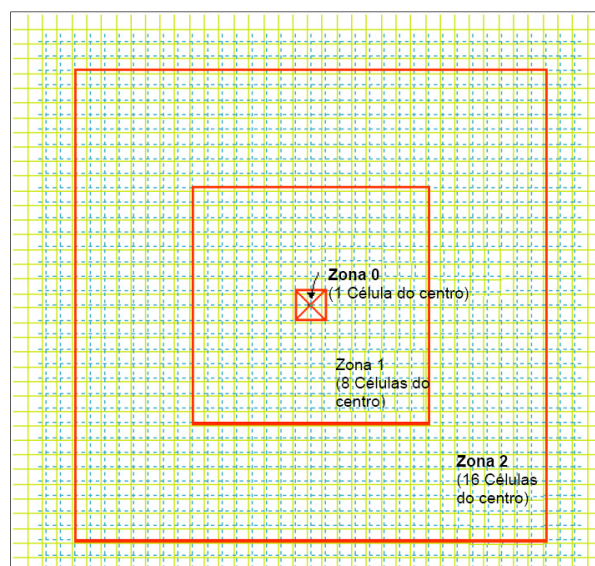 Zona 0
(1 Célula do centro)
Zona 1
(8 Células do
centro)
Zona 2
(16 Células
do centro)